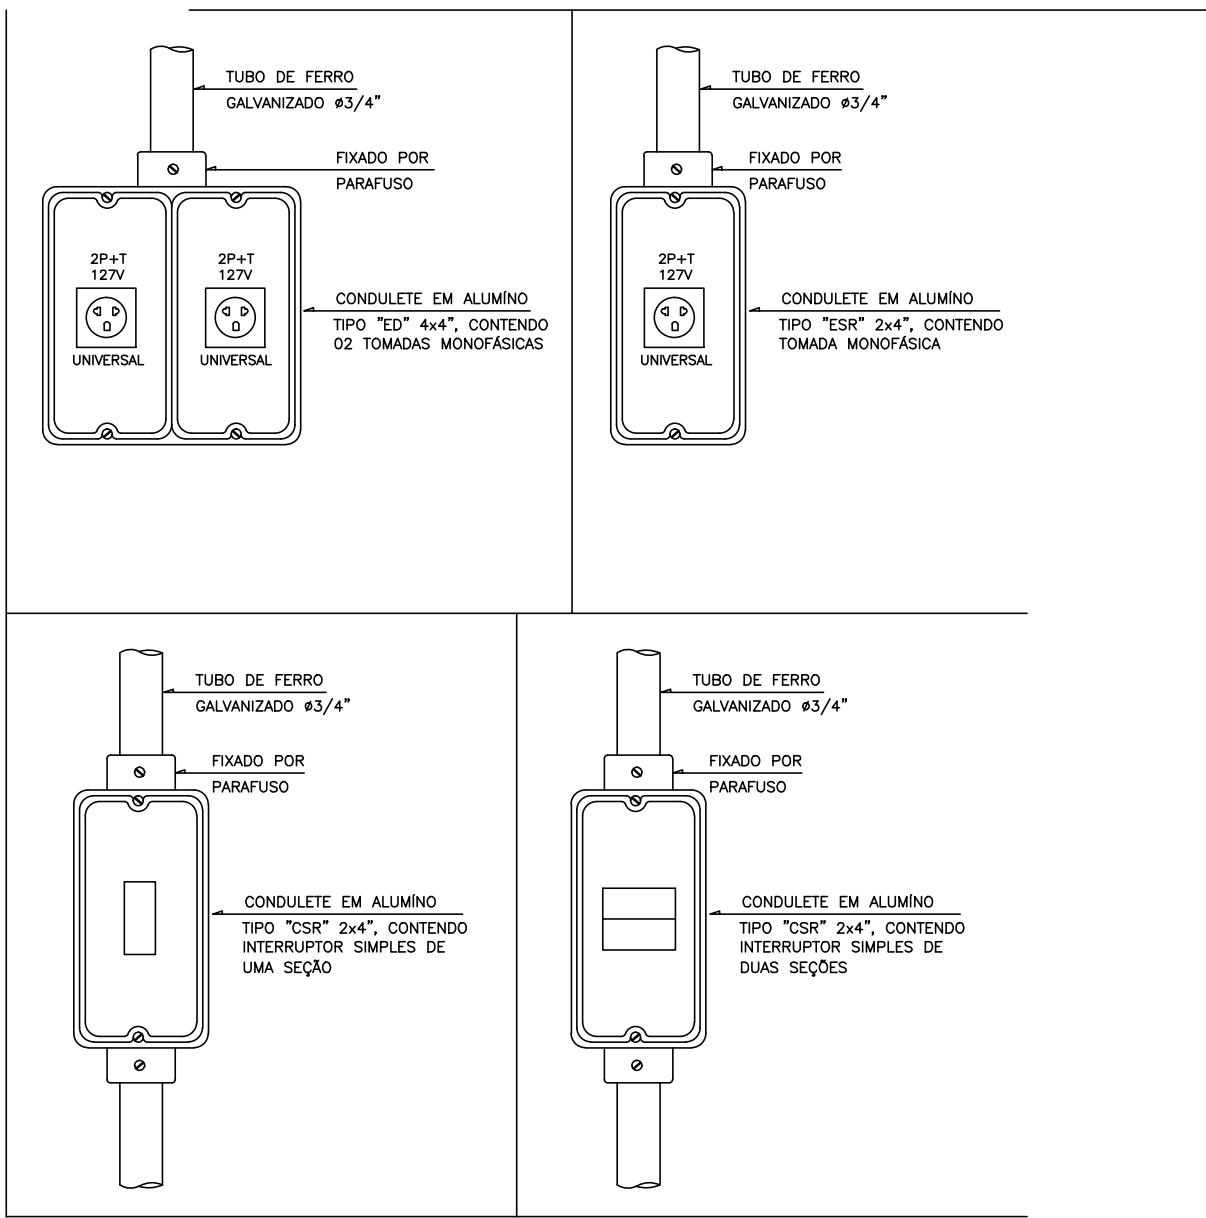 TUBO DE FERRO
GALVANIZADO ø3/4"
FIXADO POR
PARAFUSO
2P+T
127V
2P+T
127V
UNIVERSAL
UNIVERSAL
CONDULETE EM ALUMÍNO
TIPO "ED" 4x4", CONTENDO
02 TOMADAS MONOFÁSICAS
TUBO DE FERRO
GALVANIZADO ø3/4"
FIXADO POR
PARAFUSO
2P+T
127V
UNIVERSAL
CONDULETE EM ALUMÍNO
TIPO "ESR" 2x4", CONTENDO
TOMADA MONOFÁSICA
TUBO DE FERRO
GALVANIZADO ø3/4"
FIXADO POR
PARAFUSO
CONDULETE EM ALUMÍNO
TIPO "CSR" 2x4", CONTENDO
INTERRUPTOR SIMPLES DE
UMA SEÇÃO
TUBO DE FERRO
GALVANIZADO ø3/4"
FIXADO POR
PARAFUSO
CONDULETE EM ALUMÍNO
TIPO "CSR" 2x4", CONTENDO
INTERRUPTOR SIMPLES DE
DUAS SEÇÕES